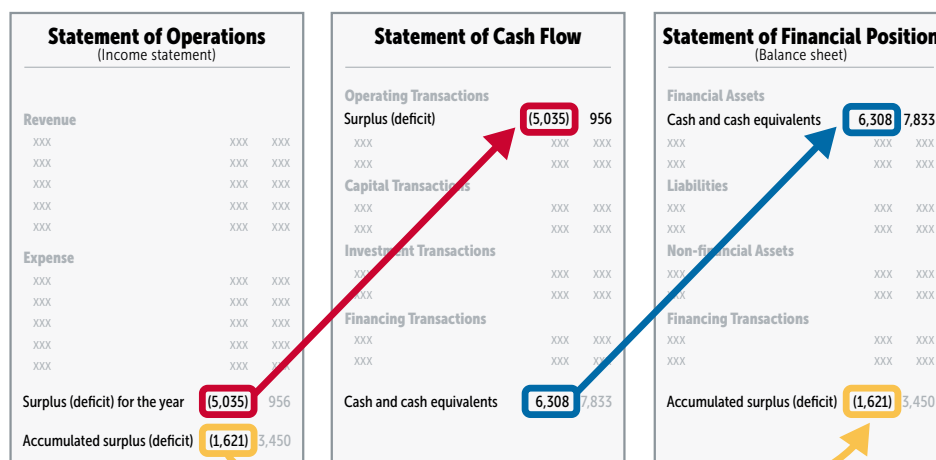 Statement of Operations
(Income statement)
Revenue
xxx xxx xxx
xxx xxx xxx
xxx xxx xxx
xxx xxx xxx
xxx xxx xxx
Expense
xxx xxx xxx
xxx xxx xxx
xxx xxx xxx
xxx xxx xxx
xxx xxx xxx
Surplus (deficit) for the year (5,035) 956
Accumulated surplus (deficit) (1,621) 3,450
Statement of Cash Flow
Operating Transactions
Surplus (deficit) (5,035) 956
xxx xxx xxx
xxx xxx xxx
Capital Transactions
xxx xxx xxx
xxx xxx xxx
Investment Transactions
xxx xxx xxx
xxx xxx xxx
Financing Transactions
xxx xxx xxx
xxx xxx xxx
Cash and cash equivalents 6,308 7,833
Statement of Financial Position
(Balance sheet)
Financial Assets
Cash and cash equivalents 6,308 7,833
xxx xxx xxx
xxx xxx xxx
Liabilities
xxx xxx xxx
xxx xxx xxx
Non-financial Assets
xxx xxx xxx
xxx xxx xxx
Financing Transactions
xxx xxx xxx
xxx xxx xxx
Accumulated surplus (deficit) (1,621) 3,450